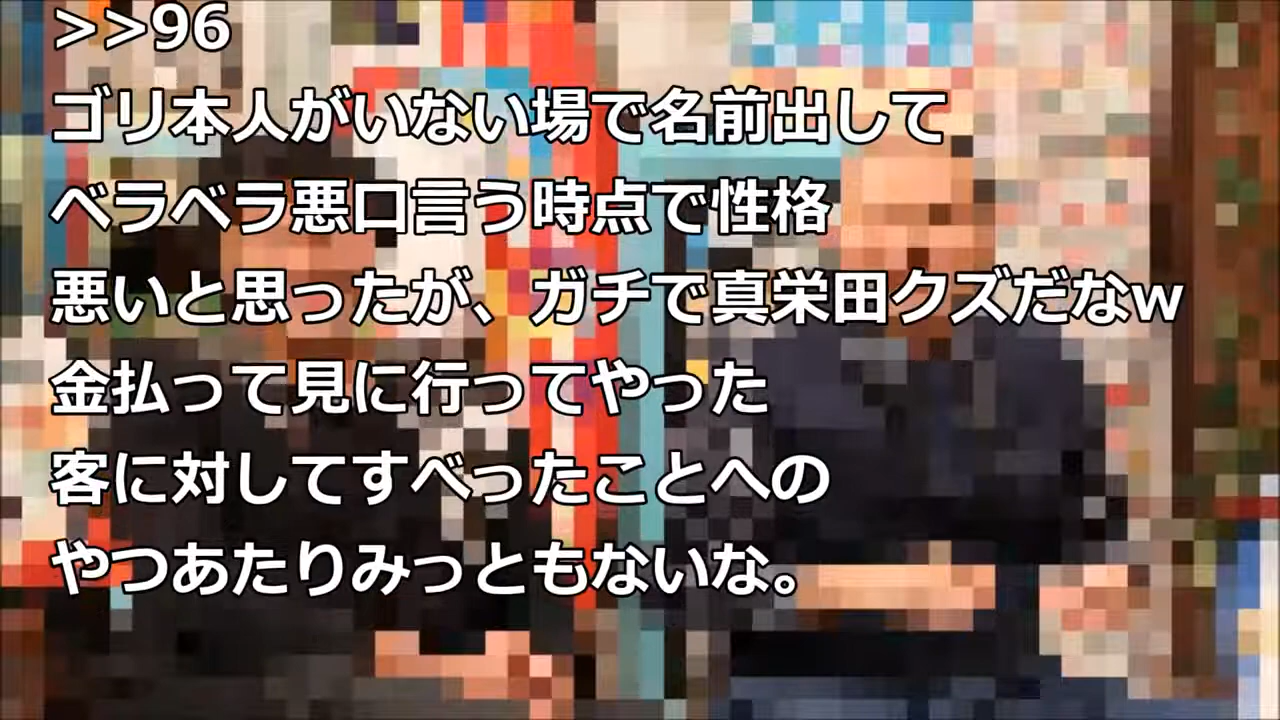 >>96
ゴリ本人がいない場で名前出して
ベラベラ悪口言う時点で性格
悪いと思ったが、ガチで真栄田クズだなw
金払って見に行ってやった
客に対してすべったことへの
やつあたりみっともないな。